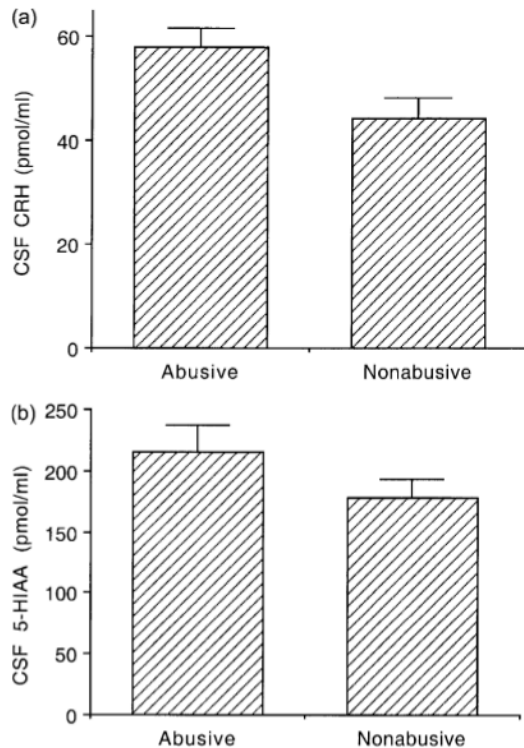 (a)
60
40
20
0
CSF CRH (pmol/ml)
Abusive Nonabusive
(b)
250
200
150
100
50
0
CSF 5-HIAA (pmol/ml)
Abusive Nonabusive